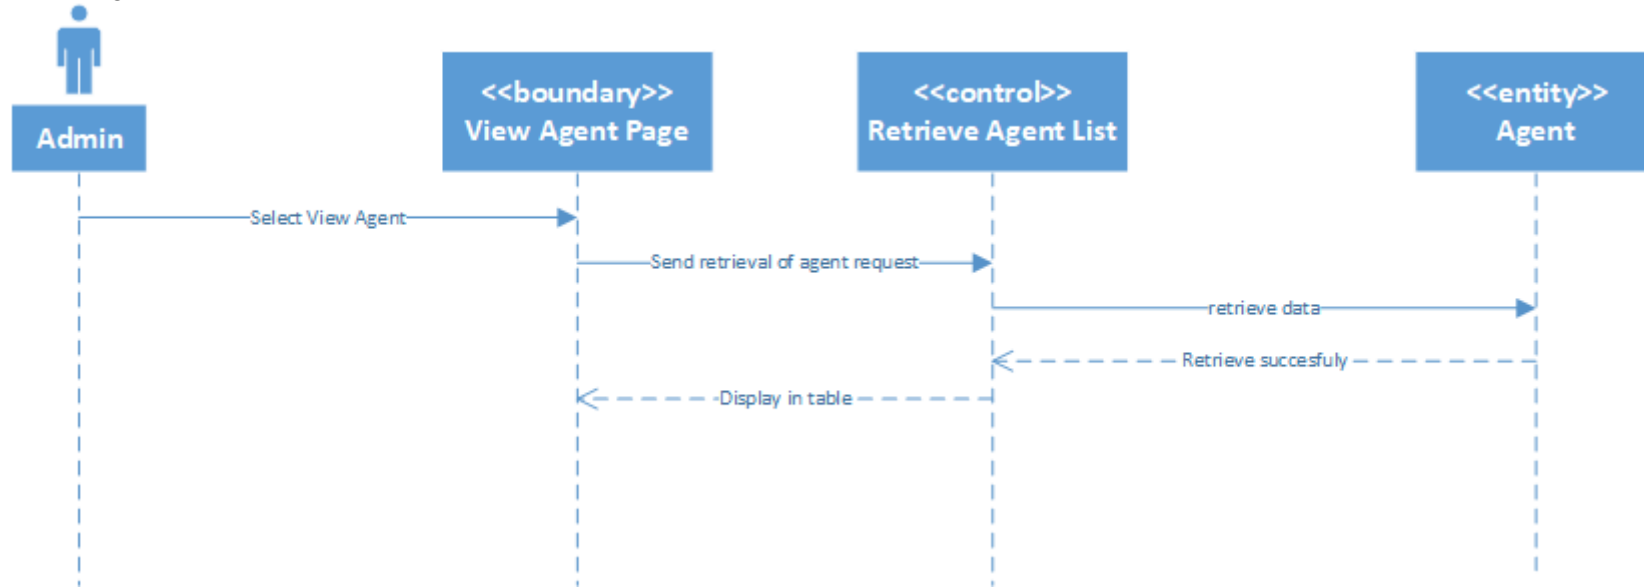 Admin
<<boundary>>
View Agent Page
<<control>>
Retrieve Agent List
<<entity>>
Agent
Select View Agent
Send retrieval of agent request
retrieve data
Retrieve succesfuly
Display in table